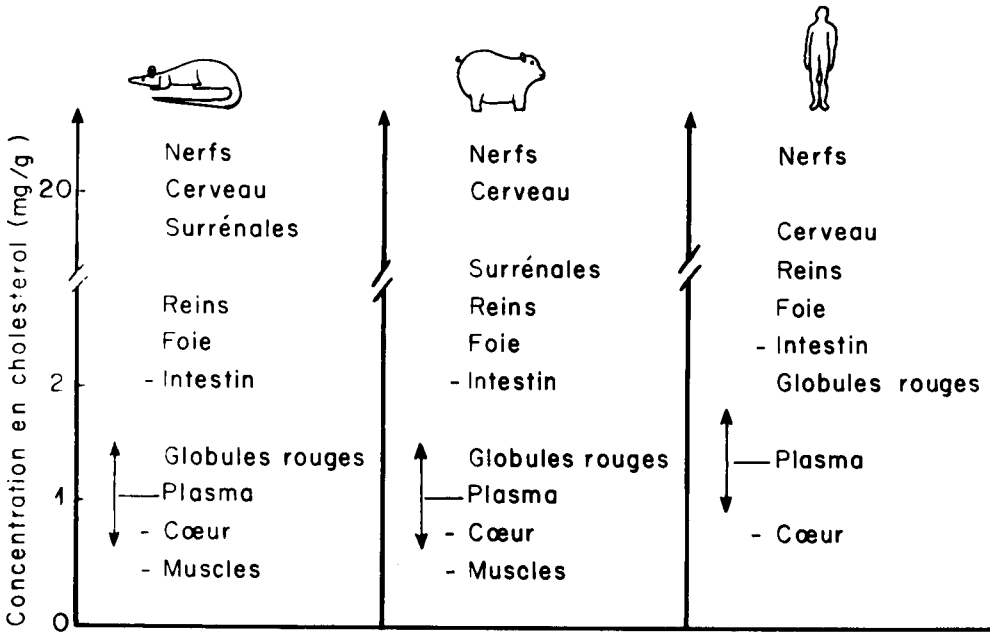 Concentration en cholesterol (mg/g)
20
2
1
0
Nerfs
Cerveau
Surrénales
Reins
Foie
- Intestin
Globules rouges
Plasma
- Cœur
- Muscles
Nerfs
Cerveau
Surrénales
Reins
Foie
- Intestin
Globules rouges
Plasma
- Cœur
- Muscles
Nerfs
Cerveau
Reins
Foie
- Intestin
Globules rouges
Plasma
- Cœur